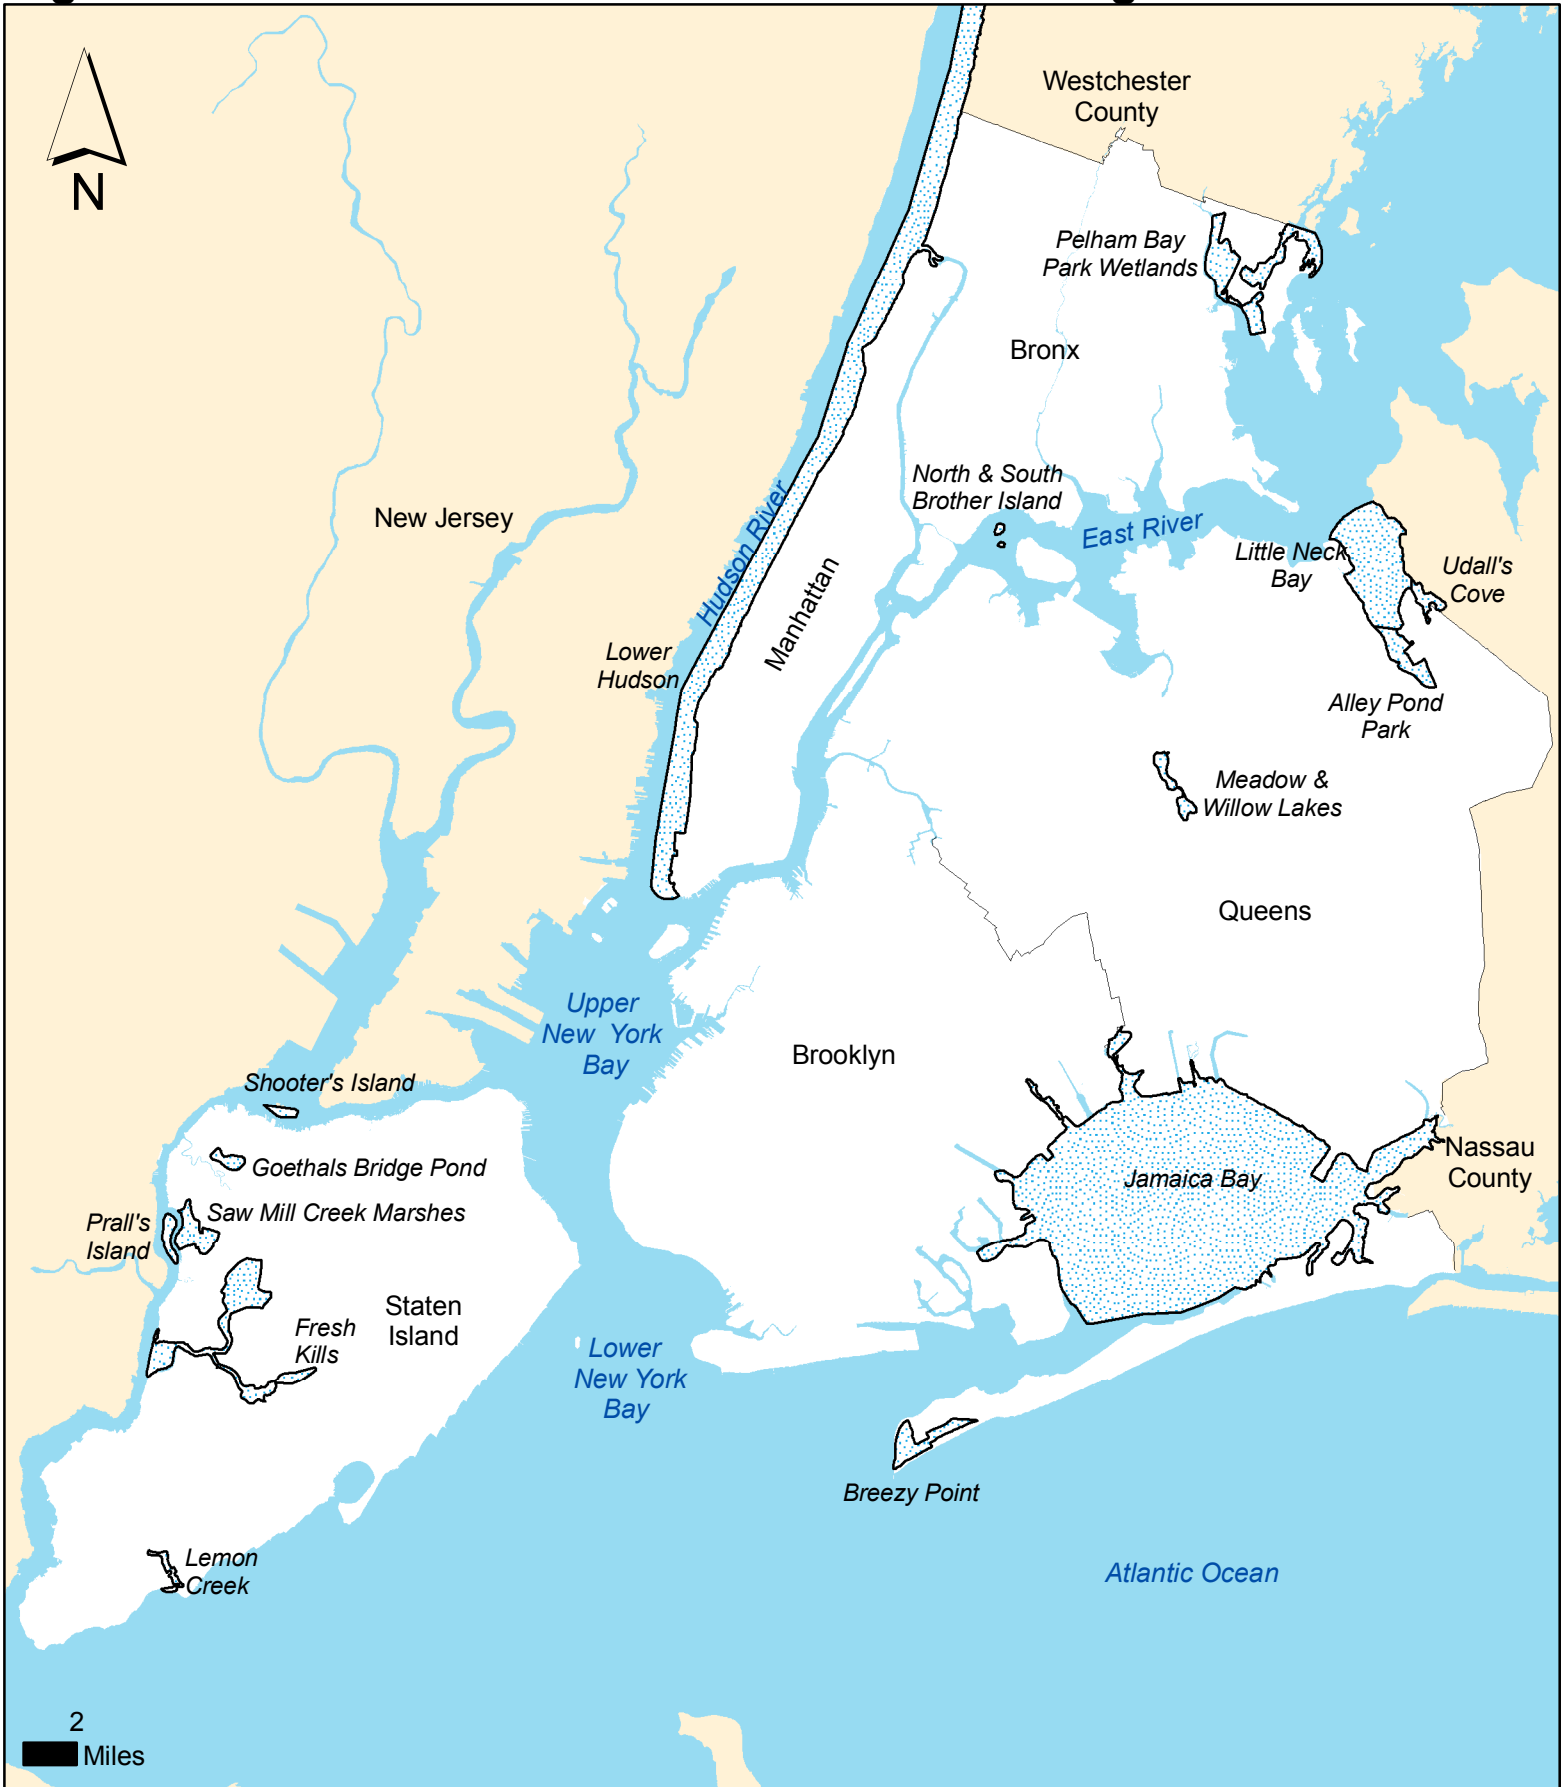 Westchester
County
N
Pelham Bay
Park Wetlands
Bronx
North & South
Brother Island
New Jersey
Hudson River
East River
Little Neck
Bay
Udall's
Cove
Manhattan
Lower
Hudson
Alley Pond
Park
Meadow &
Willow Lakes
Queens
Upper
New York
Bay
Brooklyn
Shooter's Island
Goethals Bridge Pond
Nassau
County
Jamaica Bay
Saw Mill Creek Marshes
Prall's
Island
Staten
Island
Fresh
Kills
Lower
New York
Bay
Breezy Point
Lemon
Creek
Atlantic Ocean
2
Miles